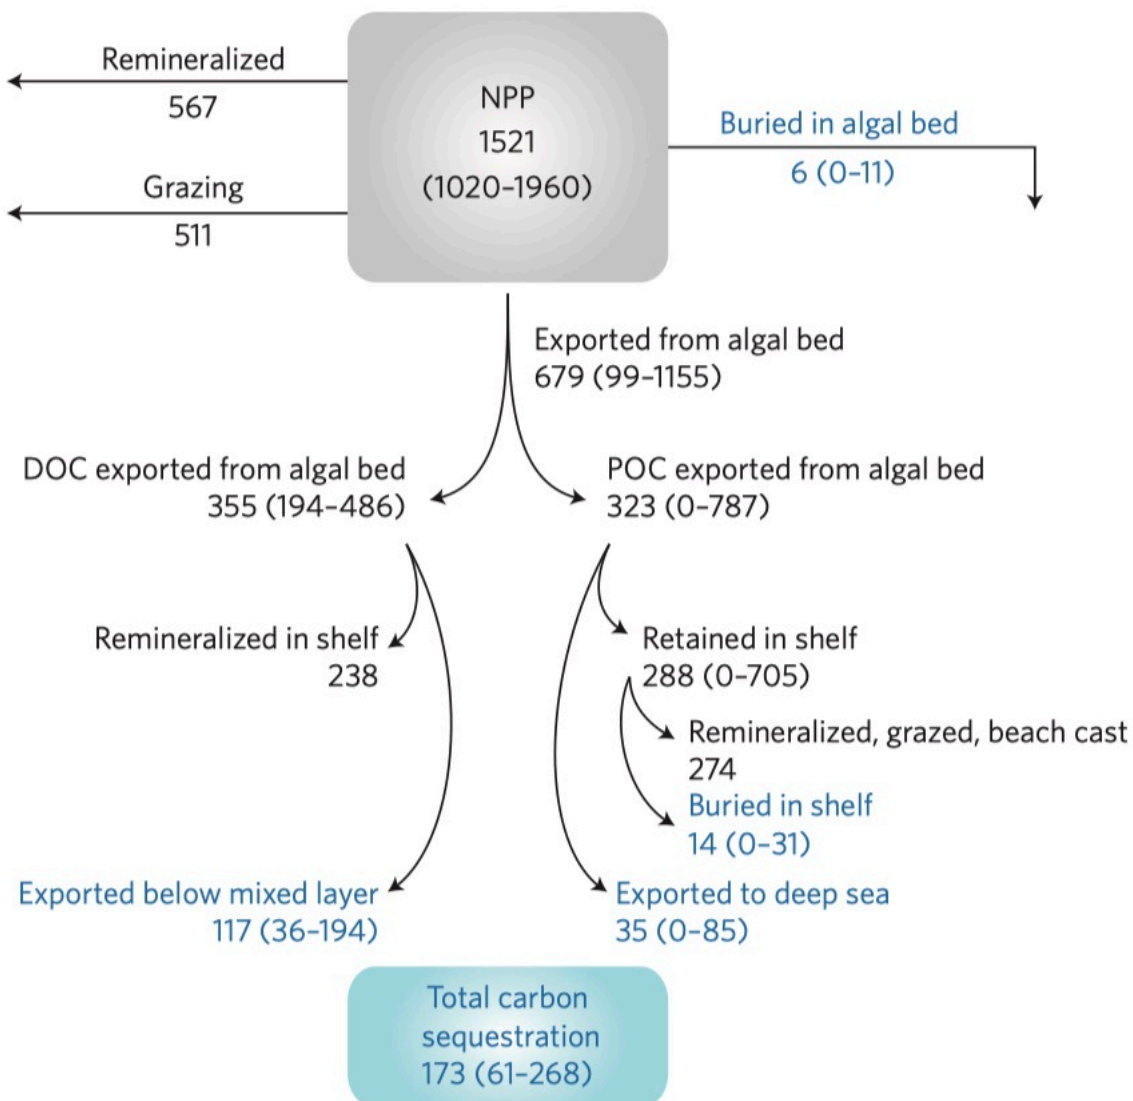 Remineralized
567
Grazing
511
NPP
1521
(1020–1960)
Buried in algal bed
6 (0–11)
Exported from algal bed
679 (99–1155)
DOC exported from algal bed
355 (194–486)
POC exported from algal bed
323 (0–787)
Remineralized in shelf
238
Retained in shelf
288 (0–705)
Remineralized, grazed, beach cast
274
Buried in shelf
14 (0–31)
Exported below mixed layer
117 (36–194)
Exported to deep sea
35 (0–85)
Total carbon
sequestration
173 (61–268)